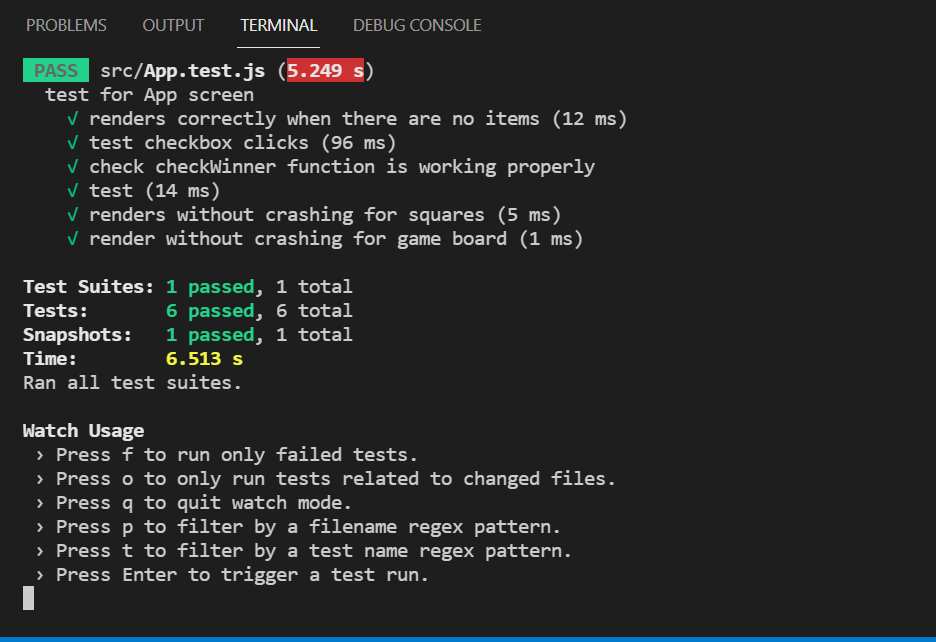 PROBLEMS OUTPUT TERMINAL DEBUG CONSOLE
PASS src/App.test.js (5.249 s)
test for App screen
√ renders correctly when there are no items (12 ms)
√ test checkbox clicks (96 ms)
√ check checkWinner function is working properly
√ test (14 ms)
√ renders without crashing for squares (5 ms)
√ render without crashing for game board (1 ms)
Test Suites: 1 passed, 1 total
Tests: 6 passed, 6 total
Snapshots: 1 passed, 1 total
Time: 6.513 s
Ran all test suites.
Watch Usage
› Press f to run only failed tests.
› Press o to only run tests related to changed files.
› Press q to quit watch mode.
› Press p to filter by a filename regex pattern.
› Press t to filter by a test name regex pattern.
› Press Enter to trigger a test run.